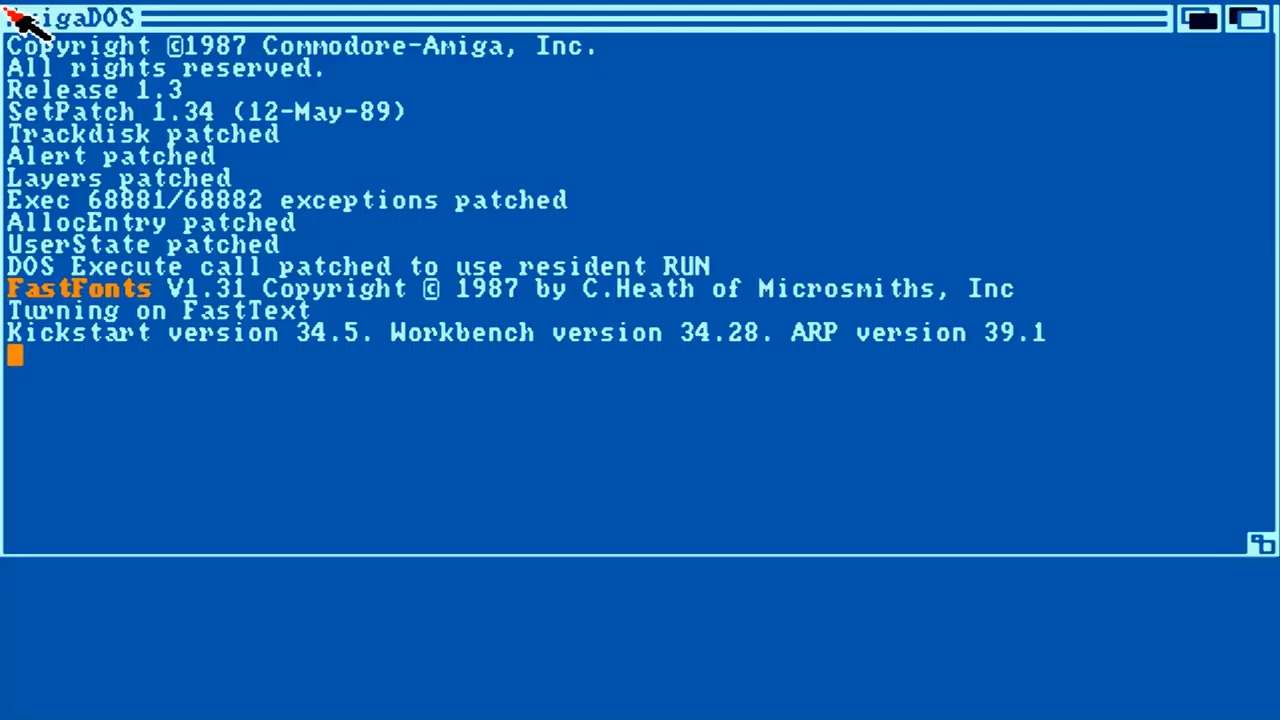 AmigaDOS
Copyright ©1987 Commodore-Amiga, Inc.
All rights reserved.
Release 1.3
SetPatch 1.34 (12-May-89)
Trackdisk patched
Alert patched
Layers patched
Exec 68881/68882 exceptions patched
AllocEntry patched
UserState patched
DOS Execute call patched to use resident RUN
FastFonts V1.31 Copyright © 1987 by C.Heath of Microsmiths, Inc
Turning on FastText
Kickstart version 34.5. Workbench version 34.28. ARP version 39.1